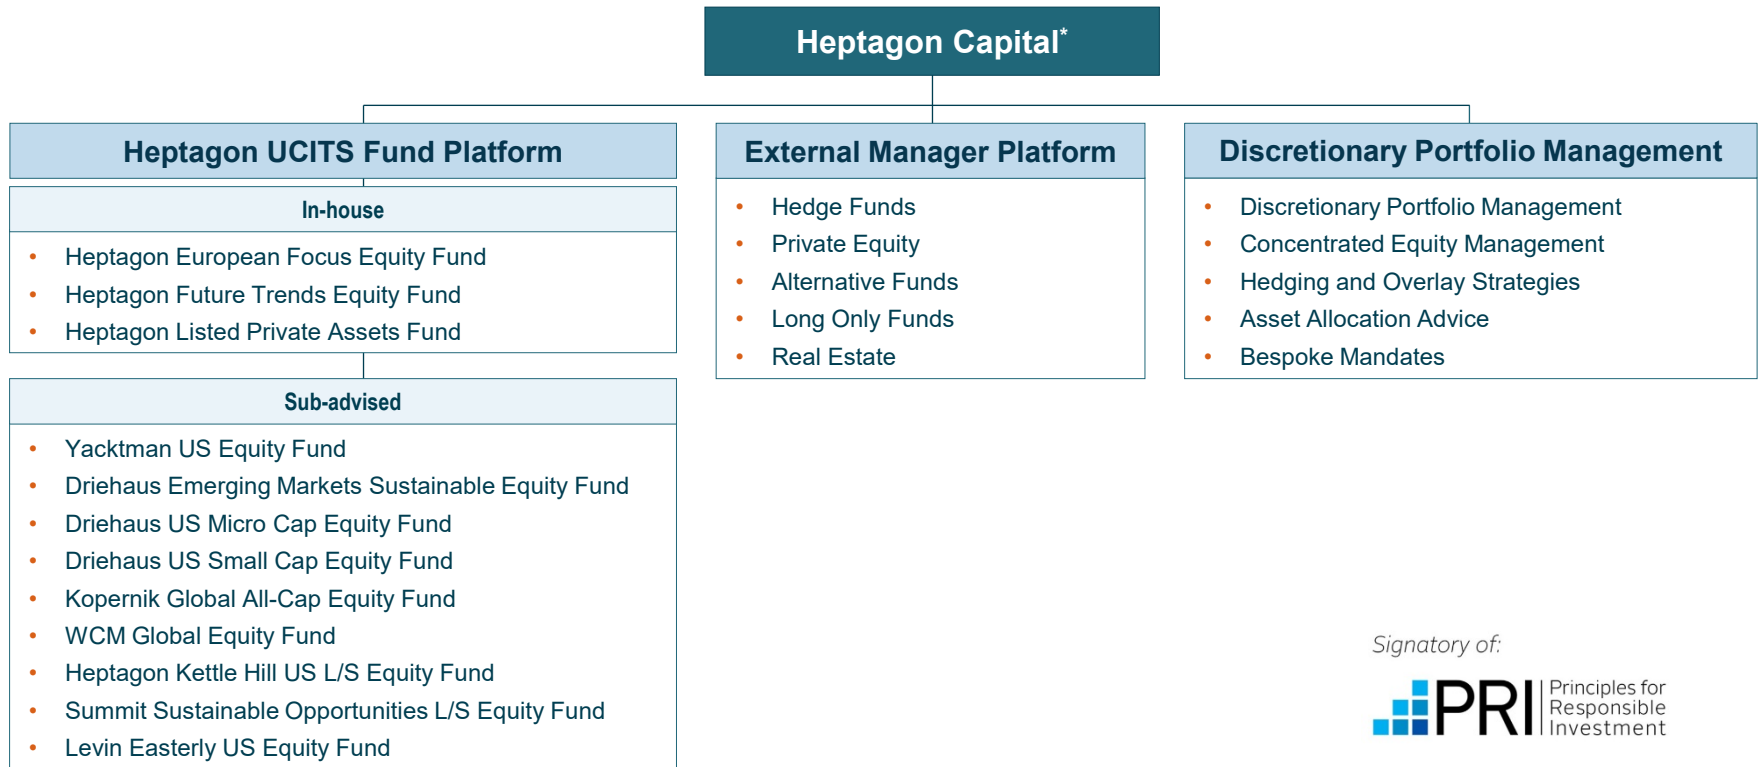 Heptagon Capital*
Heptagon UCITS Fund Platform
In-house
• Heptagon European Focus Equity Fund
• Heptagon Future Trends Equity Fund
• Heptagon Listed Private Assets Fund
Sub-advised
• Yacktman US Equity Fund
• Driehaus Emerging Markets Sustainable Equity Fund
• Driehaus US Micro Cap Equity Fund
• Driehaus US Small Cap Equity Fund
• Kopernik Global All-Cap Equity Fund
• WCM Global Equity Fund
• Heptagon Kettle Hill US L/S Equity Fund
• Summit Sustainable Opportunities L/S Equity Fund
• Levin Easterly US Equity Fund
External Manager Platform
• Hedge Funds
• Private Equity
• Alternative Funds
• Long Only Funds
• Real Estate
Discretionary Portfolio Management
• Discretionary Portfolio Management
• Concentrated Equity Management
• Hedging and Overlay Strategies
• Asset Allocation Advice
• Bespoke Mandates
Signatory of:
PRI
Principles for
Responsible
Investment